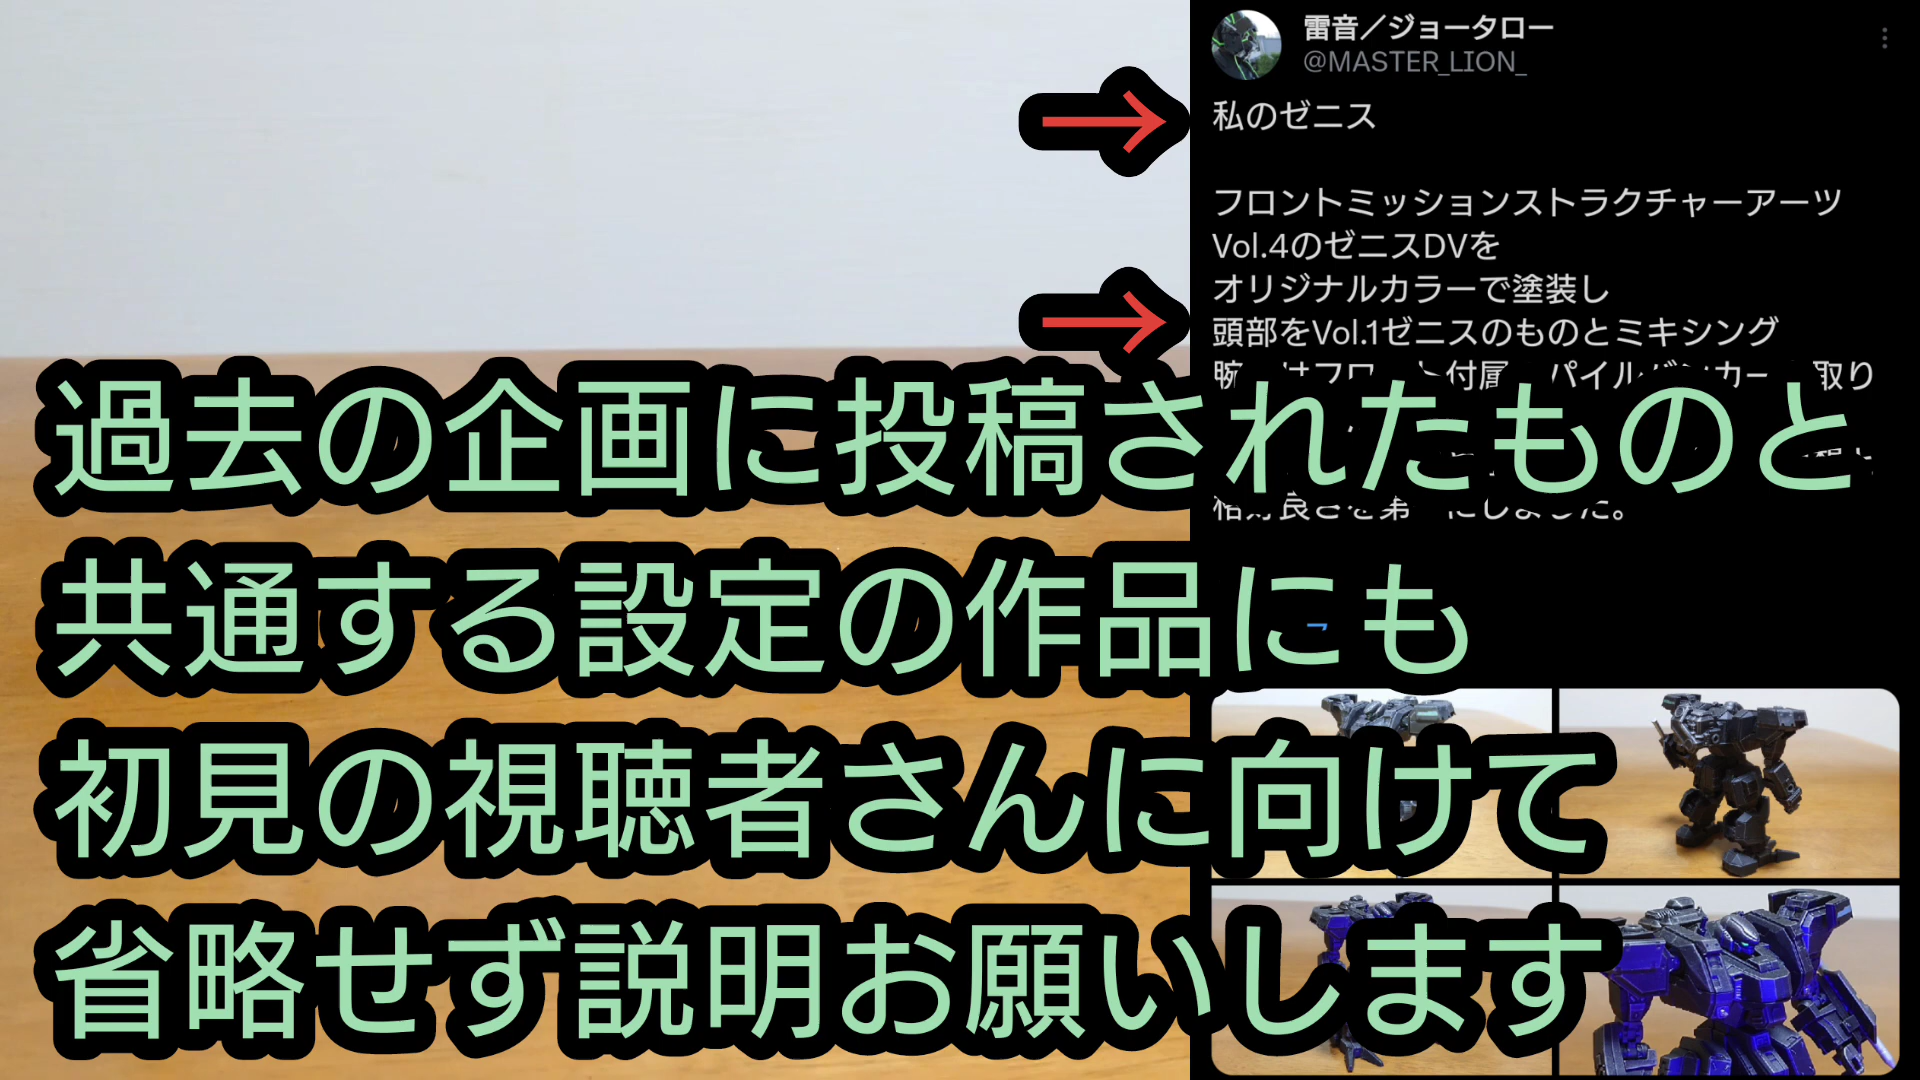 雷音／ジョータロー
@MASTER_LION_
私のゼニス
フロントミッションストラクチャーアーツ
Vol.4のゼニスDVを
オリジナルカラーで塗装し
頭部をVol.1ゼニスのものとミキシング
過去の企画に投稿されたものと
共通する設定の作品にも
初見の視聴者さんに向けて
省略せず説明お願いします